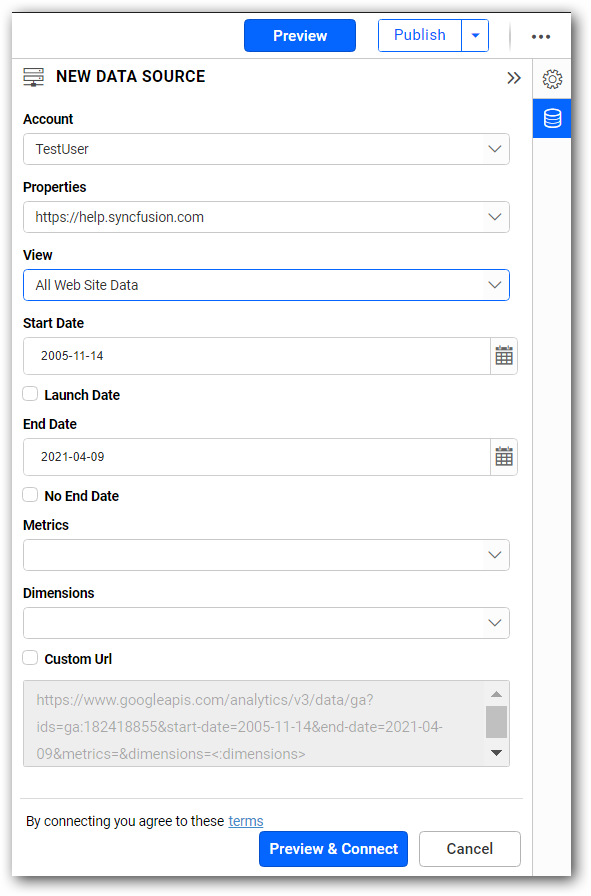 Preview
Publish
NEW DATA SOURCE
Account
TestUser
Properties
https://help.syncfusion.com
View
All Web Site Data
Start Date
2005-11-14
Launch Date
End Date
2021-04-09
No End Date
Metrics
Dimensions
Custom Url
https://www.googleapis.com/analytics/v3/data/ga?
ids=ga:182418855&start-date=2005-11-14&end-date=2021-04-
09&metrics=&dimensions=<:dimensions>
By connecting you agree to these terms
Preview & Connect
Cancel